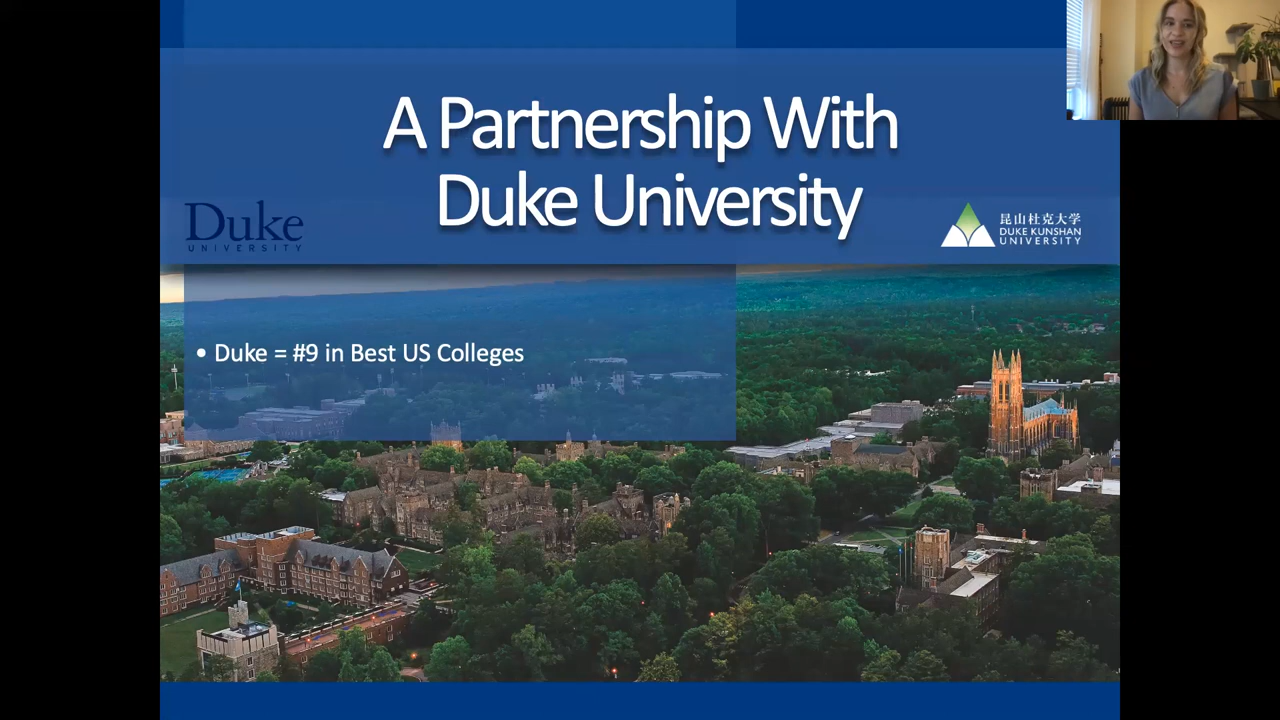 A Partnership With
Duke University
Duke
UNIVERSITY
昆山杜克大学
DUKE KUNSHAN
UNIVERSITY
• Duke = #9 in Best US Colleges